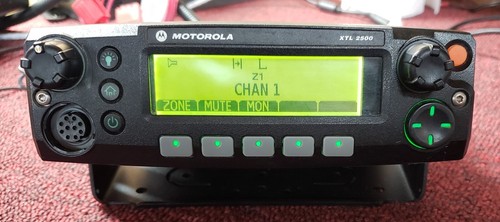 MOTOROLA
XTL 2500
L
Z1
CHAN 1
ZONE MUTE MON